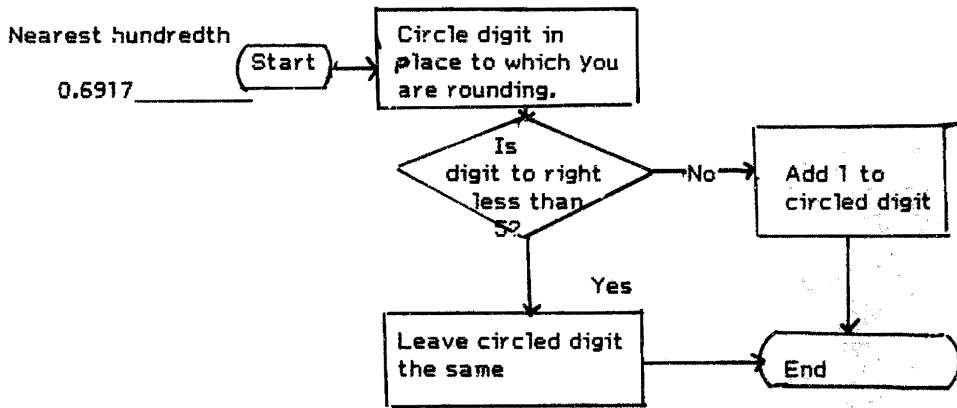 Nearest hundredth
0.6917
Start
Circle digit in
place to which you
are rounding.
Is
digit to right
less than
5?
No
Add 1 to
circled digit
Yes
Leave circled digit
the same
End